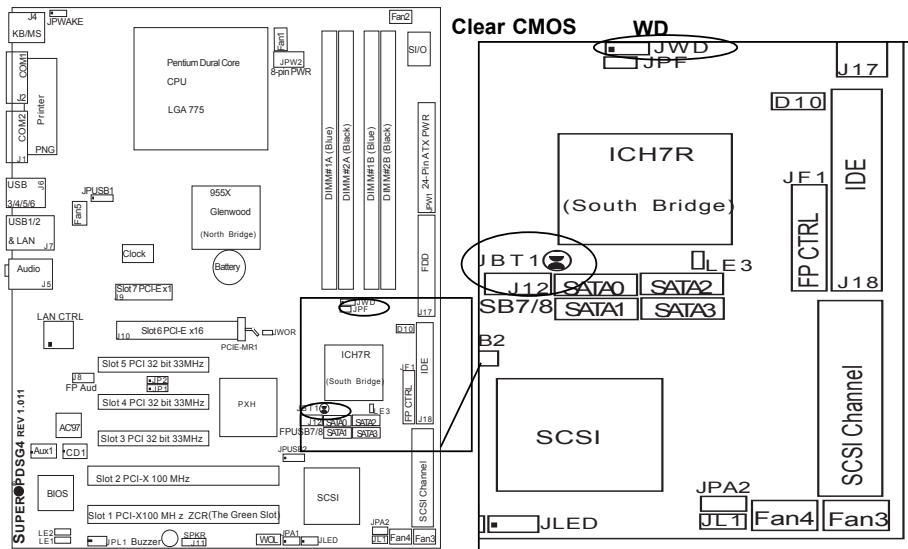 J4
KB/MS
JPWAKE
Fan2
Clear CMOS
WD
COM1
J2
COM2
J1
Printer
PNG
Pentium Dural Core
CPU
LGA 775
Fan1
JPW2
8-pin PWR
SI/O
DIMM#1A (Blue)
DIMM#2A (Black)
DIMM#1B (Blue)
DIMM#2B (Black)
24-Pin ATX PWR
JPW1
USB
3/4/5/6
J6
JPUSB1
Fan5
USB1/2
& LAN
J7
955X
Glenwood
(North Bridge)
Clock
Battery
FDD
Audio
J5
Slot 7 PCI-E x1
J9
LAN CTRL
J10
Slot6 PCI-E x16
PCIE-MR1
JWOR
JWD
JPF
J17
D10
Slot 5 PCI 32 bit 33MHz
J8
FP Aud
JP2
JP1
Slot 4 PCI 32 bit 33MHz
PXH
ICH7R
(South Bridge)
JF1
IDE
FP CTRL
J18
JBT1
LE3
J12
SATA0
SATA2
FPUSB7/8
SATA1
SATA3
JPUSB2
SUPER PDSG4 REV 1.011
AC'97
Slot 3 PCI 32 bit 33MHz
Aux1
CD1
Slot 2 PCI-X 100 MHz
BIOS
SCSI
SCSI Channel
Slot 1 PCI-X100 MH z ZCR(The Green Slot)
LE2
LE1
JPL1
Buzzer
SPKR
J11
WOL
JPA1
JLED
JPA2
JL1
Fan4
Fan3
JWD
JPF
J17
D10
ICH7R
(South Bridge)
JF1
IDE
FP CTRL
J18
JBT1
LE3
J12
SATA0
SATA2
SB7/8
SATA1
SATA3
B2
SCSI
SCSI Channel
JPA2
JLED
JL1
Fan4
Fan3